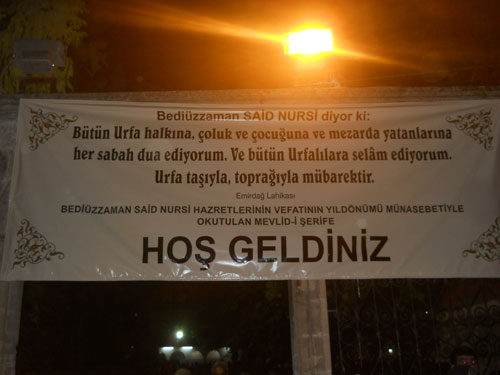 Bediüzzaman SAİD NURSİ diyor ki:
Bütün Urfa halkına, çoluk ve çocuğuna ve mezarda yatanlarına
her sabah dua ediyorum. Ve bütün Urfalılara selâm ediyorum.
Urfa taşıyla, toprağıyla mübarektir.
Emirdağ Lahikası
BEDİÜZZAMAN SAİD NURSİ HAZRETLERİNİN VEFATININ YILDÖNÜMÜ MÜNASEBETİYLE
OKUTULAN MEVLİD-İ ŞERİFE
HOŞ GELDİNİZ